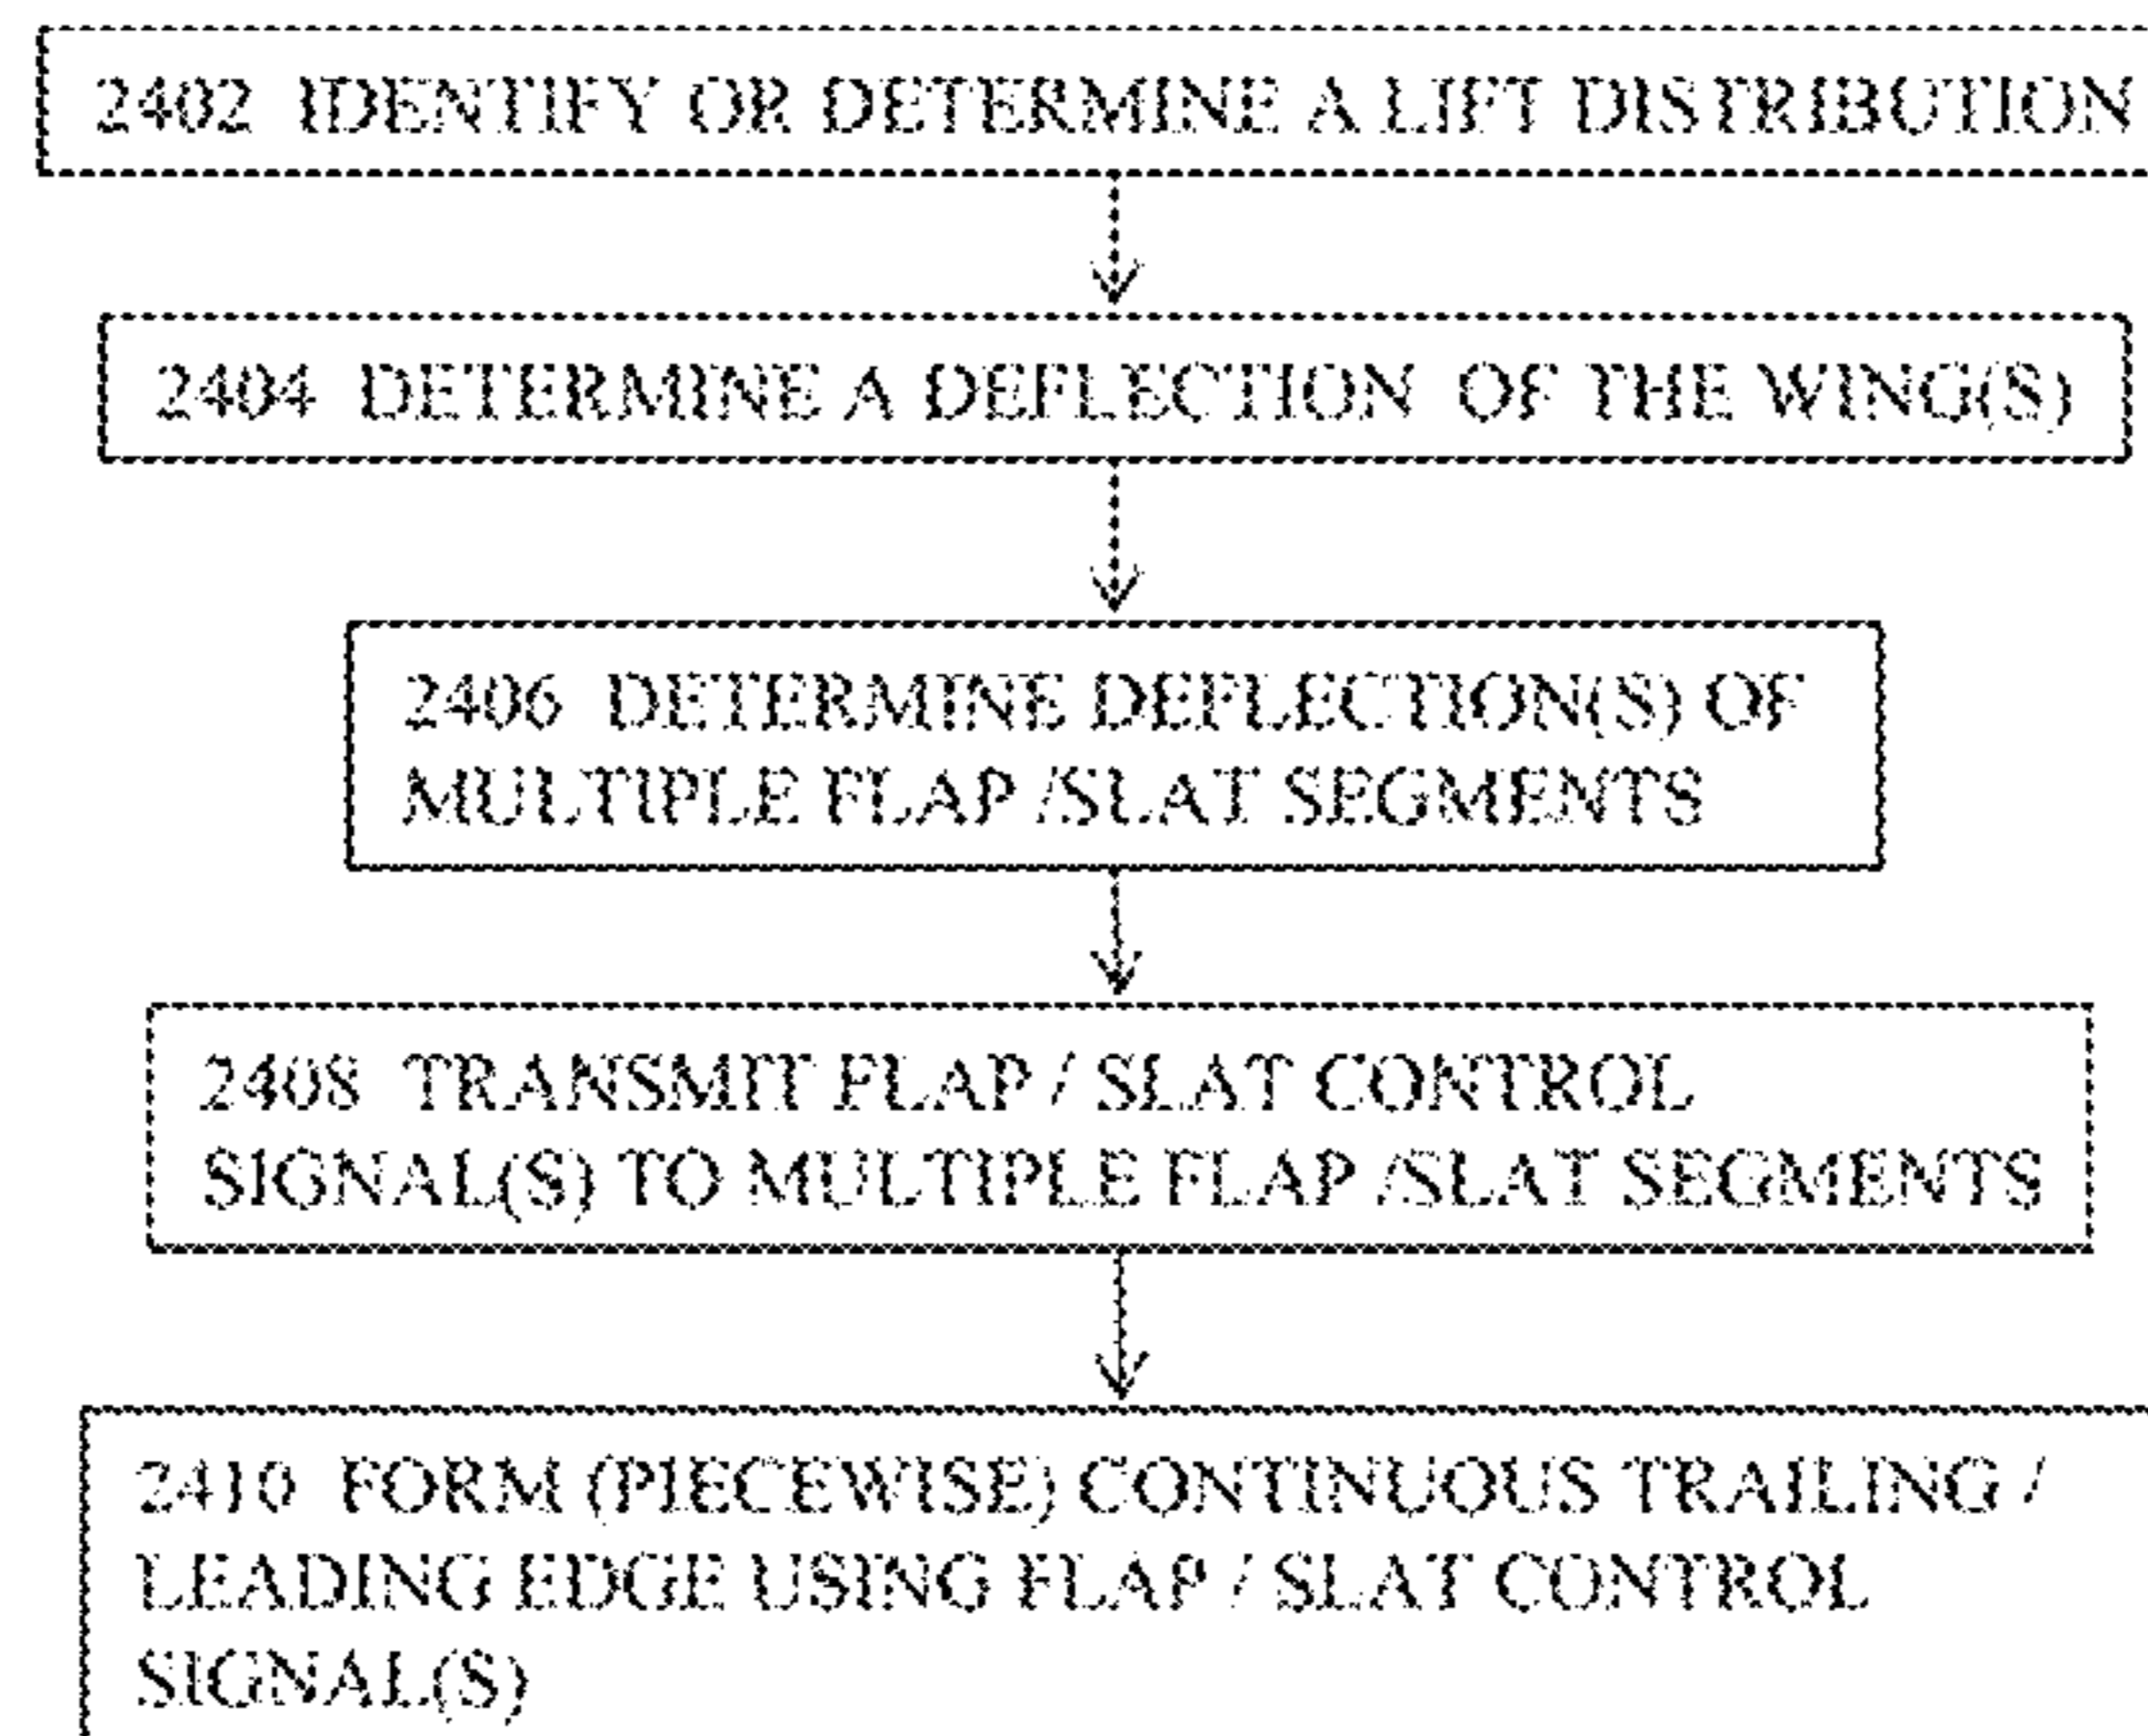 2402 IDENTIFY OR DETERMINE A LIFT DISTRIBUTION
2404 DETERMINE A DEFLECTION OF THE WING(S)
2406 DETERMINE DEFLECTION(S) OF
MULTIPLE FLAP /SLAT SEGMENTS
2408 TRANSMIT FLAP / SLAT CONTROL
SIGNAL(S) TO MULTIPLE FLAP /SLAT SEGMENTS
2410 FORM (PIECEWISE) CONTINUOUS TRAILING /
LEADING EDGE USING FLAP / SLAT CONTROL
SIGNAL(S)